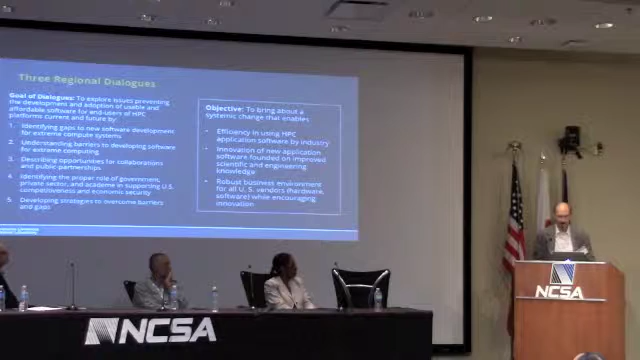 Three Regional Dialogues
Goal of Dialogues: To explore issues preventing
the development and adoption of usable and
affordable software for end-users of HPC
platforms current and future by
1. Identifying gaps to new software development
for extreme compute systems
2. Understanding barriers to developing software
for extreme computing
3. Describing opportunities for collaborations
and public partnerships
4. Identifying the proper role of government,
private sector, and academe in supporting U.S.
competitiveness and economic security
5. Developing strategies to overcome barriers
and gaps
Objective: To bring about a
systemic change that enables
• Efficiency in using HPC
application software by industry
• Innovation of new application
software founded on improved
scientific and engineering
knowledge
• Robust business environment
for all U.S. vendors (hardware,
software) while encouraging
innovation
NCSA
NCSA